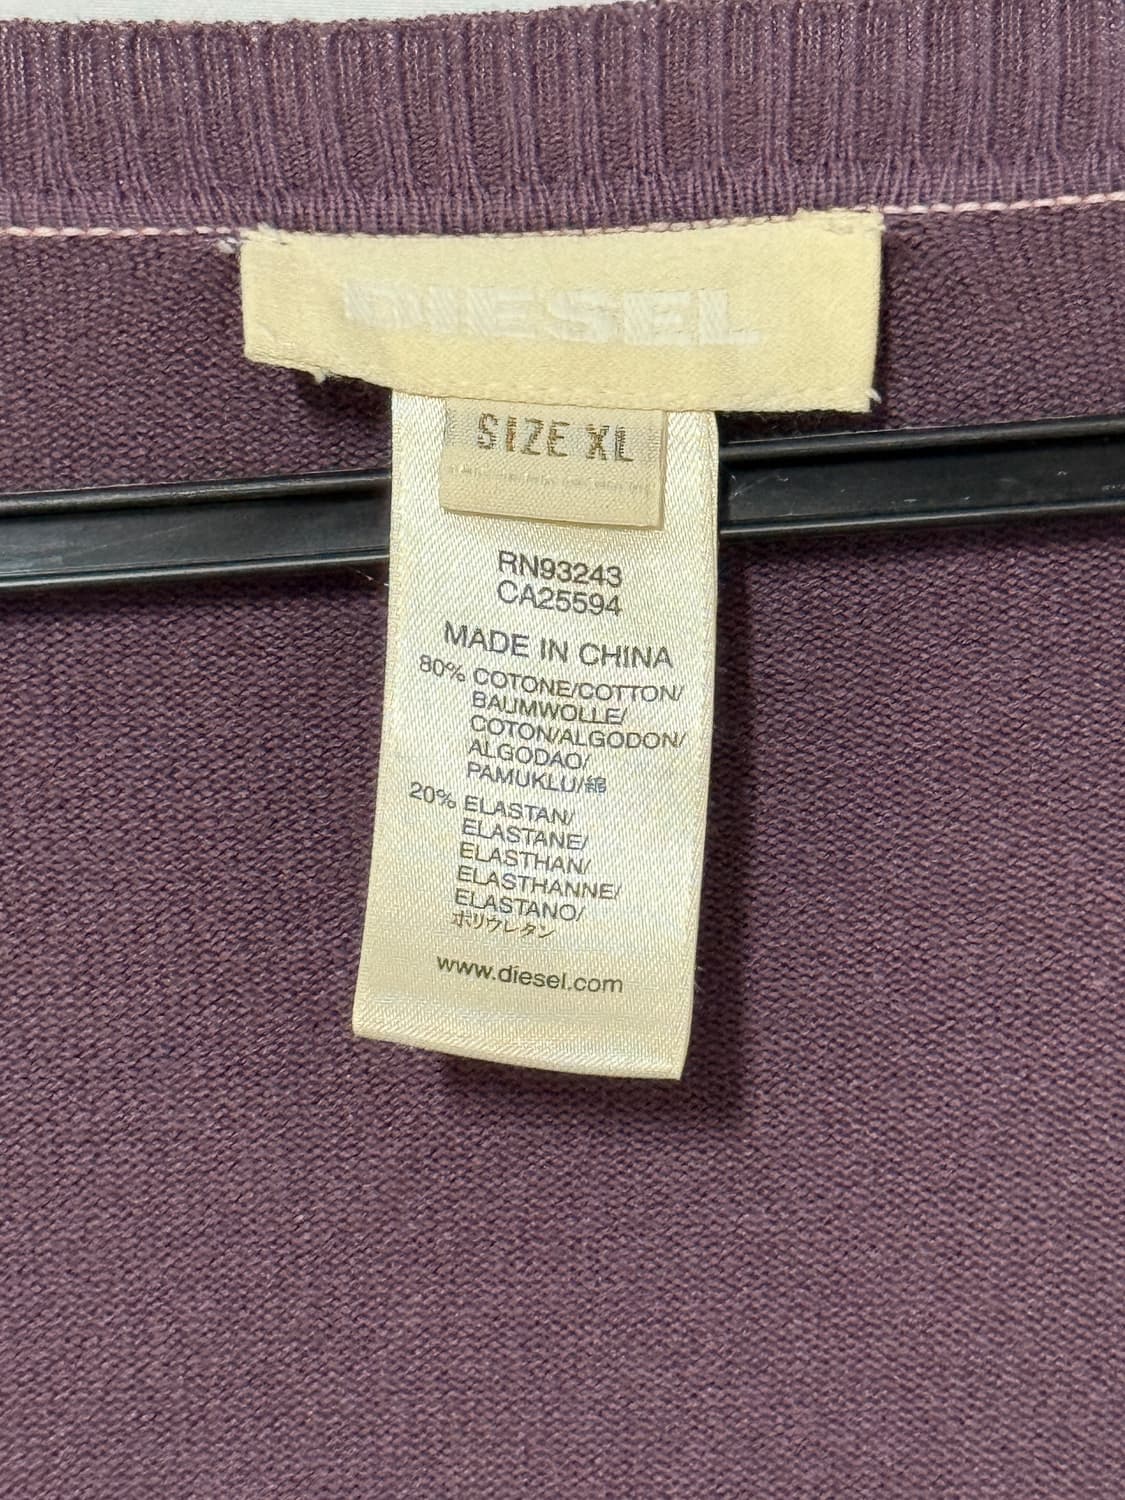 DIESEL
SIZE XL
RN93243
CA25594
MADE IN CHINA
80% COTONE/COTTON/
BAUMWOLLE/
COTON/ALGODON/
ALGODAO/
PAMUKLU/綿
20% ELASTAN/
ELASTANE/
ELASTHAN/
ELASTHANNE/
ELASTANO/
ポリウレタン
www.diesel.com